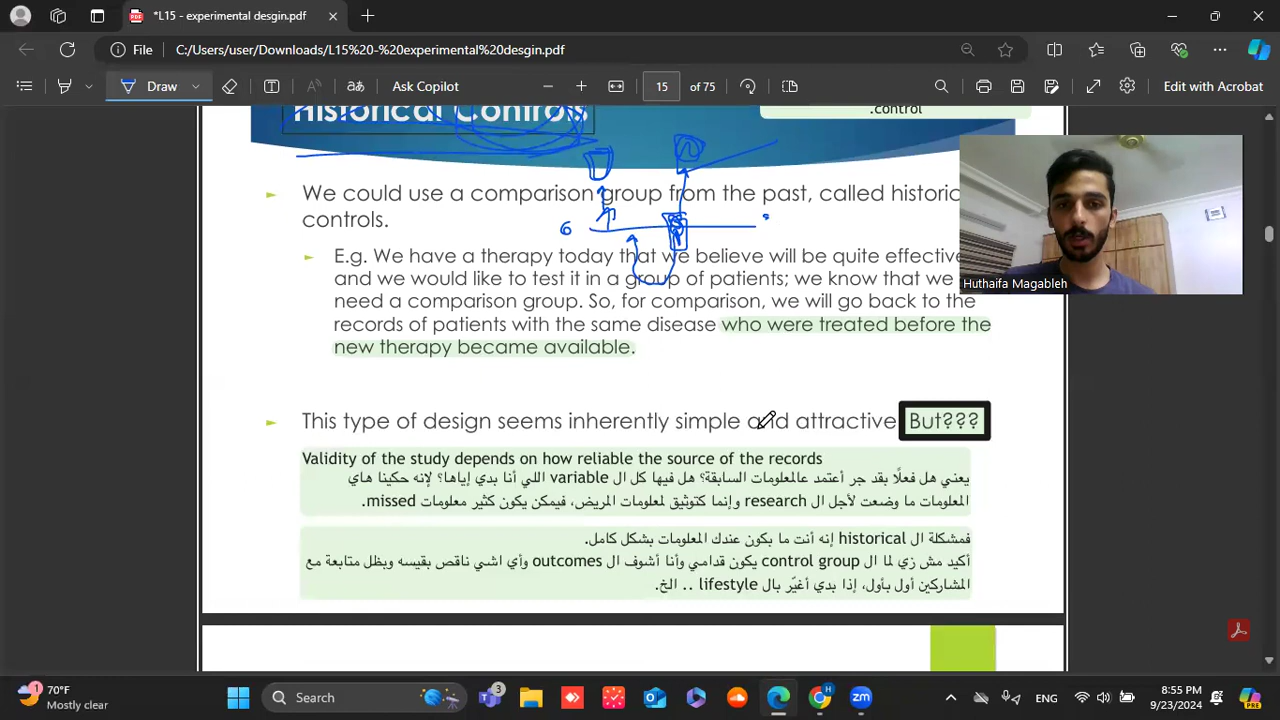 *L15 - experimental desgin.pdf
File
C:/Users/user/Downloads/L15%20-%20experimental%20desgin.pdf
Draw
Ask Copilot
15
of 75
Edit with Acrobat
Historical Controls
.control
We could use a comparison group from the past, called historic
controls.
E.g. We have a therapy today that we believe will be quite effective
and we would like to test it in a group of patients; we know that we
need a comparison group. So, for comparison, we will go back to the
records of patients with the same disease who were treated before the
new therapy became available.
Huthaifa Magableh
This type of design seems inherently simple and attractive But???
Validity of the study depends on how reliable the source of the records
يعني هل فعلًا بقد جر أعتمد عالمعلومات السابقة؟ هل فيها كل ال variable اللي أنا بدي إياها؟ لإنه حكينا هاي
المعلومات ما وضعت لأجل ال research وإنما كتوثيق لمعلومات المريض، فيمكن يكون كثير معلومات missed.
فمشكلة ال historical إنه أنت ما بكون عندك المعلومات بشكل كامل.
أكيد مش زي لما ال control group يكون قدامي وأنا أشوف ال outcomes وأي اشي ناقص بقيسه وبظل متابعة مع
المشاركين أول بأول، إذا بدي أغيّر بال lifestyle .. الخ.
1
70°F
Mostly clear
Search
3
ENG
8:55 PM
9/23/2024